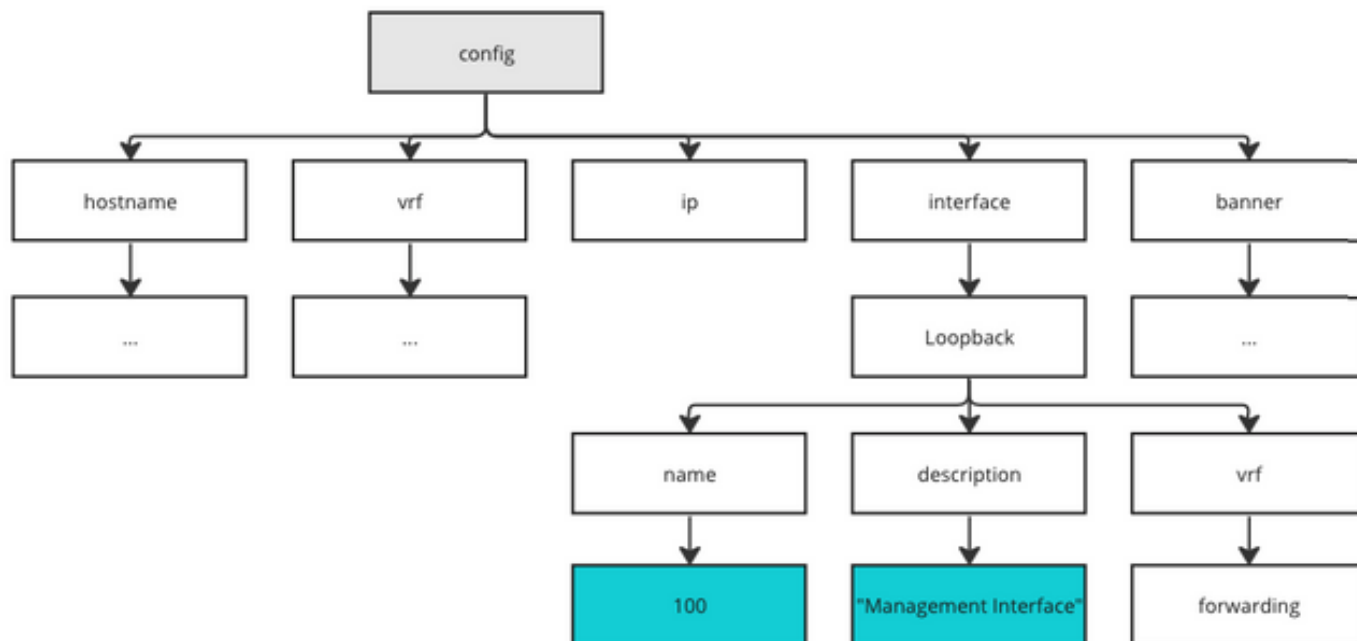 config
hostname
vrf
ip
interface
banner
...
...
Loopback
...
name
description
vrf
100
"Management Interface"
forwarding